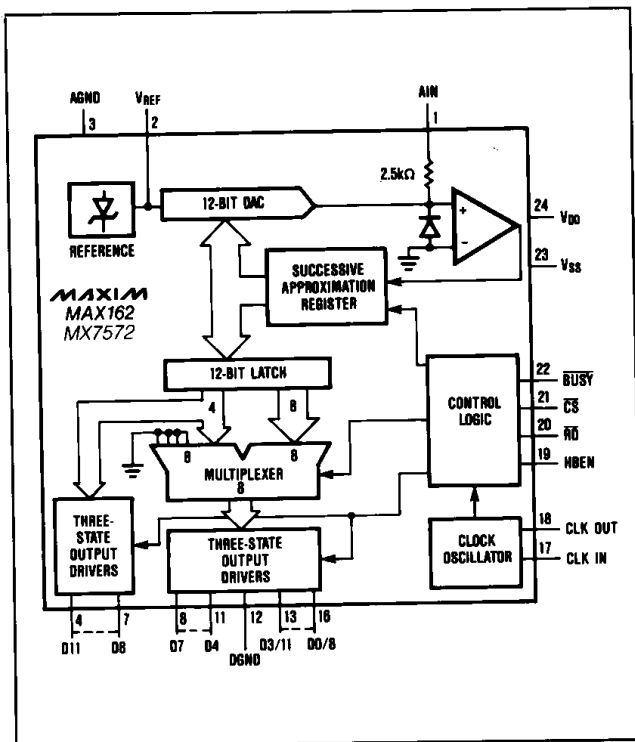 AGND VREF AIN
3 2 1
2.5kΩ
12-BIT DAC
24
VDD
REFERENCE
+
−
23
VSS
SUCCESSIVE
APPROXIMATION
REGISTER
MAXIM
MAX162
MX7572
12-BIT LATCH
4 8
CONTROL
LOGIC
22 BUSY
21 CS
20 RD
19 HBEN
8 8
MULTIPLEXER
8
THREE-
STATE
OUTPUT
DRIVERS
THREE-STATE
OUTPUT
DRIVERS
CLOCK
OSCILLATOR
18 CLK OUT
17 CLK IN
4 7 8 11 12 13 16
D11 D8 D7 D4 DGND D3/11 D0/8